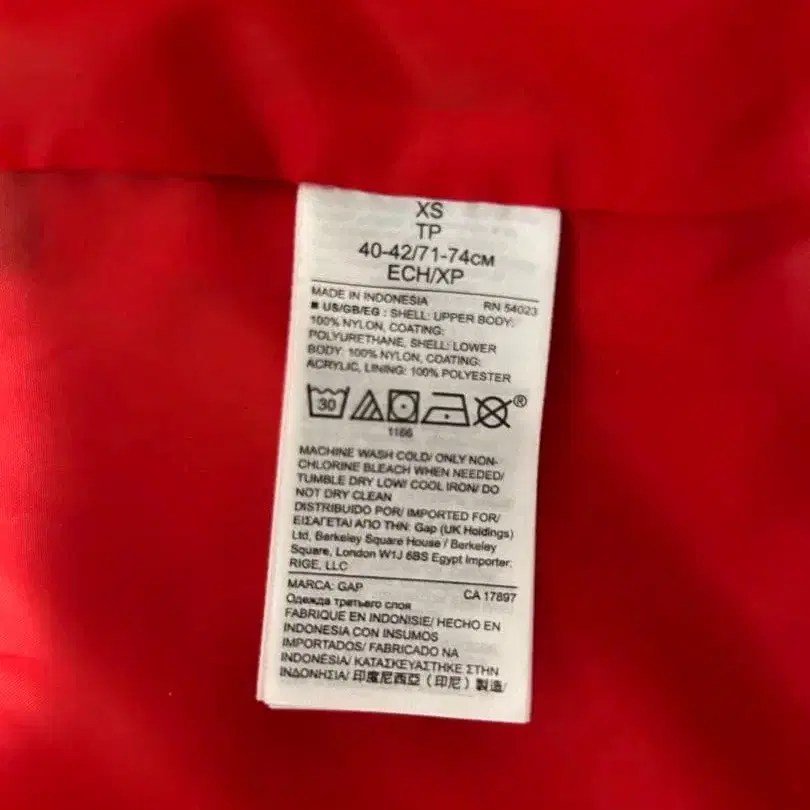 XS
TP
40-42/71-74CM
ECH/XP
MADE IN INDONESIA RN 54023
■ US/GB/EG : SHELL: UPPER BODY:
100% NYLON, COATING:
POLYURETHANE, SHELL: LOWER
BODY: 100% NYLON, COATING:
ACRYLIC, LINING: 100% POLYESTER
30 ®
1166
MACHINE WASH COLD/ ONLY NON-
CHLORINE BLEACH WHEN NEEDED/
TUMBLE DRY LOW/ COOL IRON/ DO
NOT DRY CLEAN
DISTRIBUIDO POR/ IMPORTED FOR/
ΕΙΣΑΓΕΤΑΙ ΑΠΟ ΤΗΝ: Gap (UK Holdings)
Ltd, Berkeley Square House / Berkeley
Square, London W1J 6BS Egypt Importer:
RIGE, LLC
MARCA: GAP CA 17897
Одежда третьего слоя
FABRIQUE EN INDONISIE/ HECHO EN
INDONESIA CON INSUMOS
IMPORTADOS/ FABRICADO NA
INDONÉSIA/ ΚΑΤΑΣΚΕΥΑΣΤΗΚΕ ΣΤΗΝ
ΙΝΔΟΝΗΣΙΑ/ 印度尼西亞（印尼）製造/